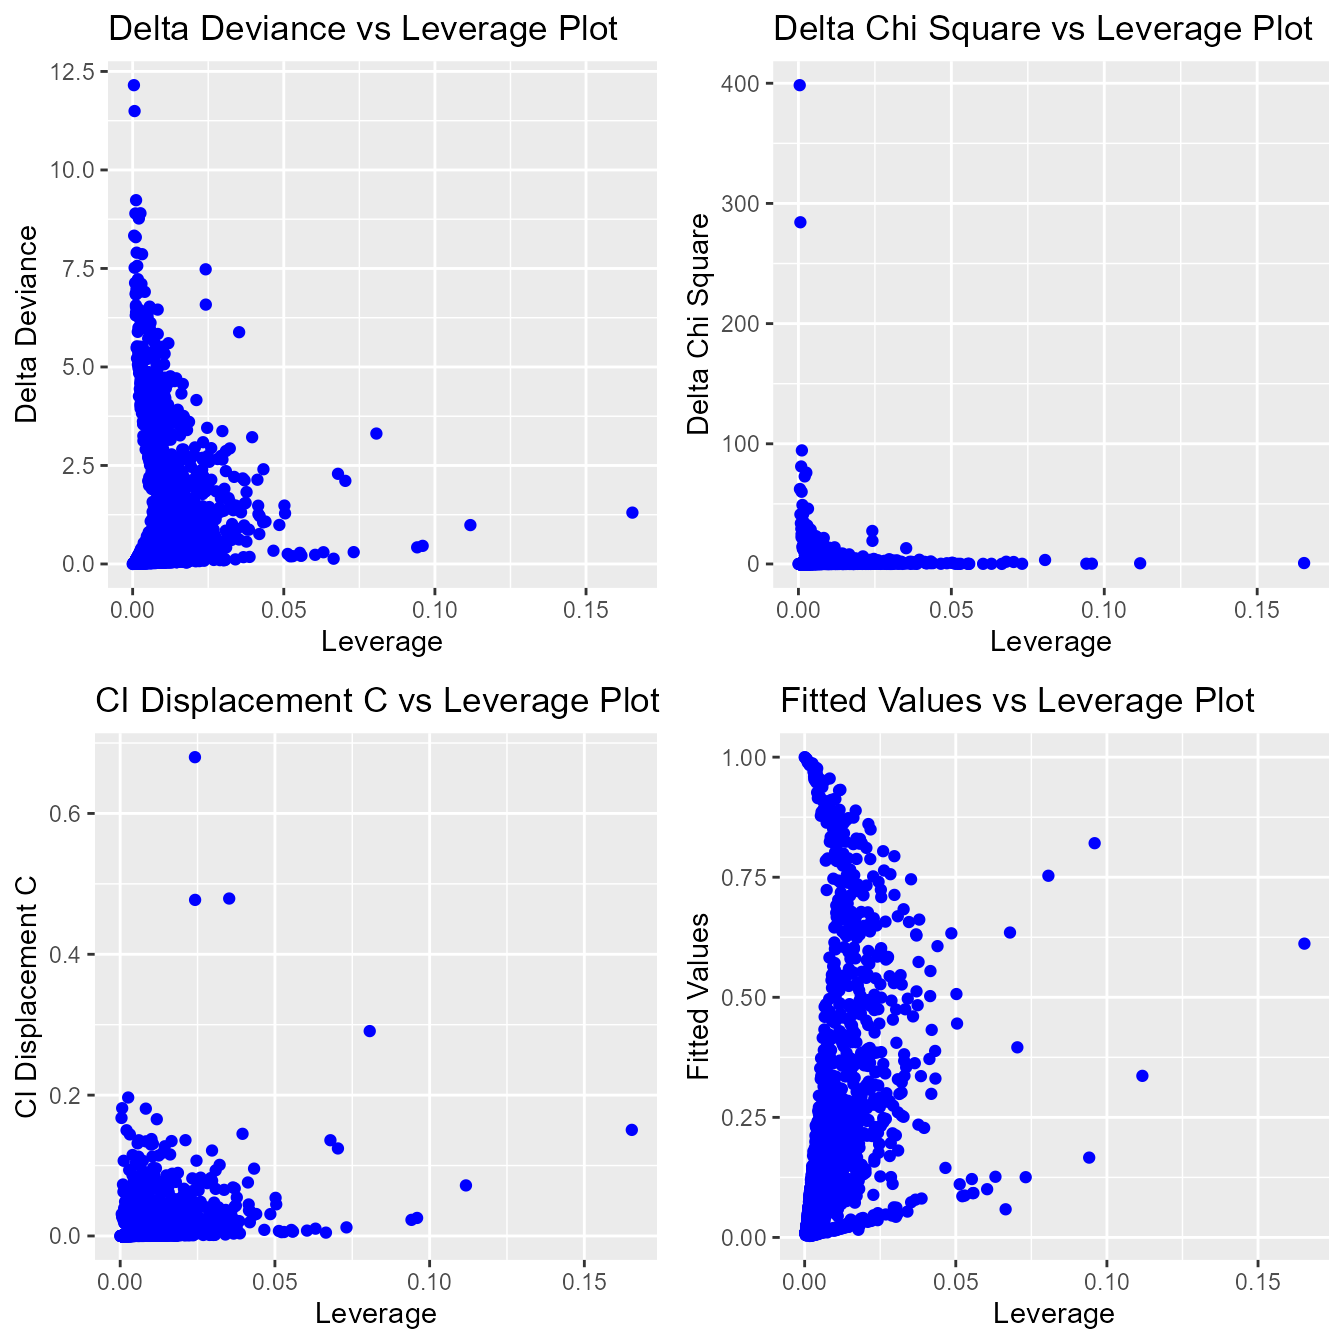 Delta Deviance vs Leverage Plot
12.5
10.0
7.5
5.0
2.5
0.0
Delta Deviance
0.00 0.05 0.10 0.15
Leverage
Delta Chi Square vs Leverage Plot
400
300
200
100
0
Delta Chi Square
0.00 0.05 0.10 0.15
Leverage
CI Displacement C vs Leverage Plot
0.6
0.4
0.2
0.0
CI Displacement C
0.00 0.05 0.10 0.15
Leverage
Fitted Values vs Leverage Plot
1.00
0.75
0.50
0.25
0.00
Fitted Values
0.00 0.05 0.10 0.15
Leverage